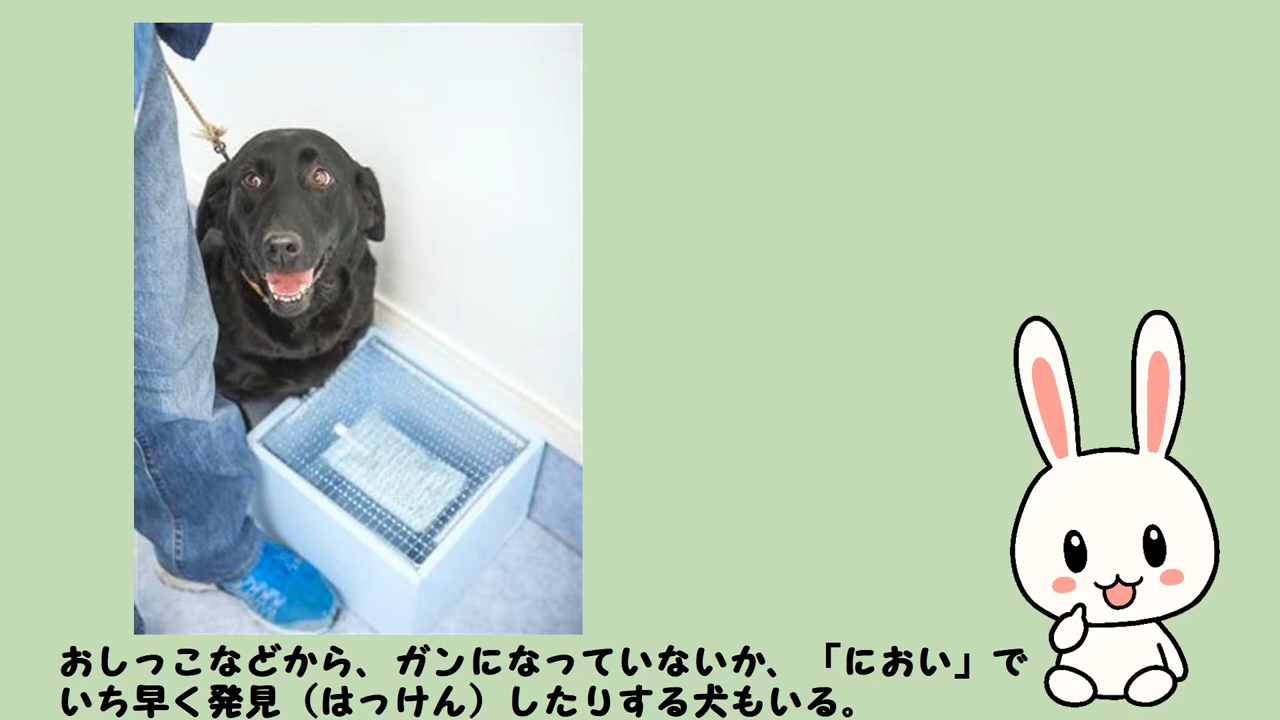 おしっこなどから、ガンになっていないか、「におい」で
いち早く発見（はっけん）したりする犬もいる。